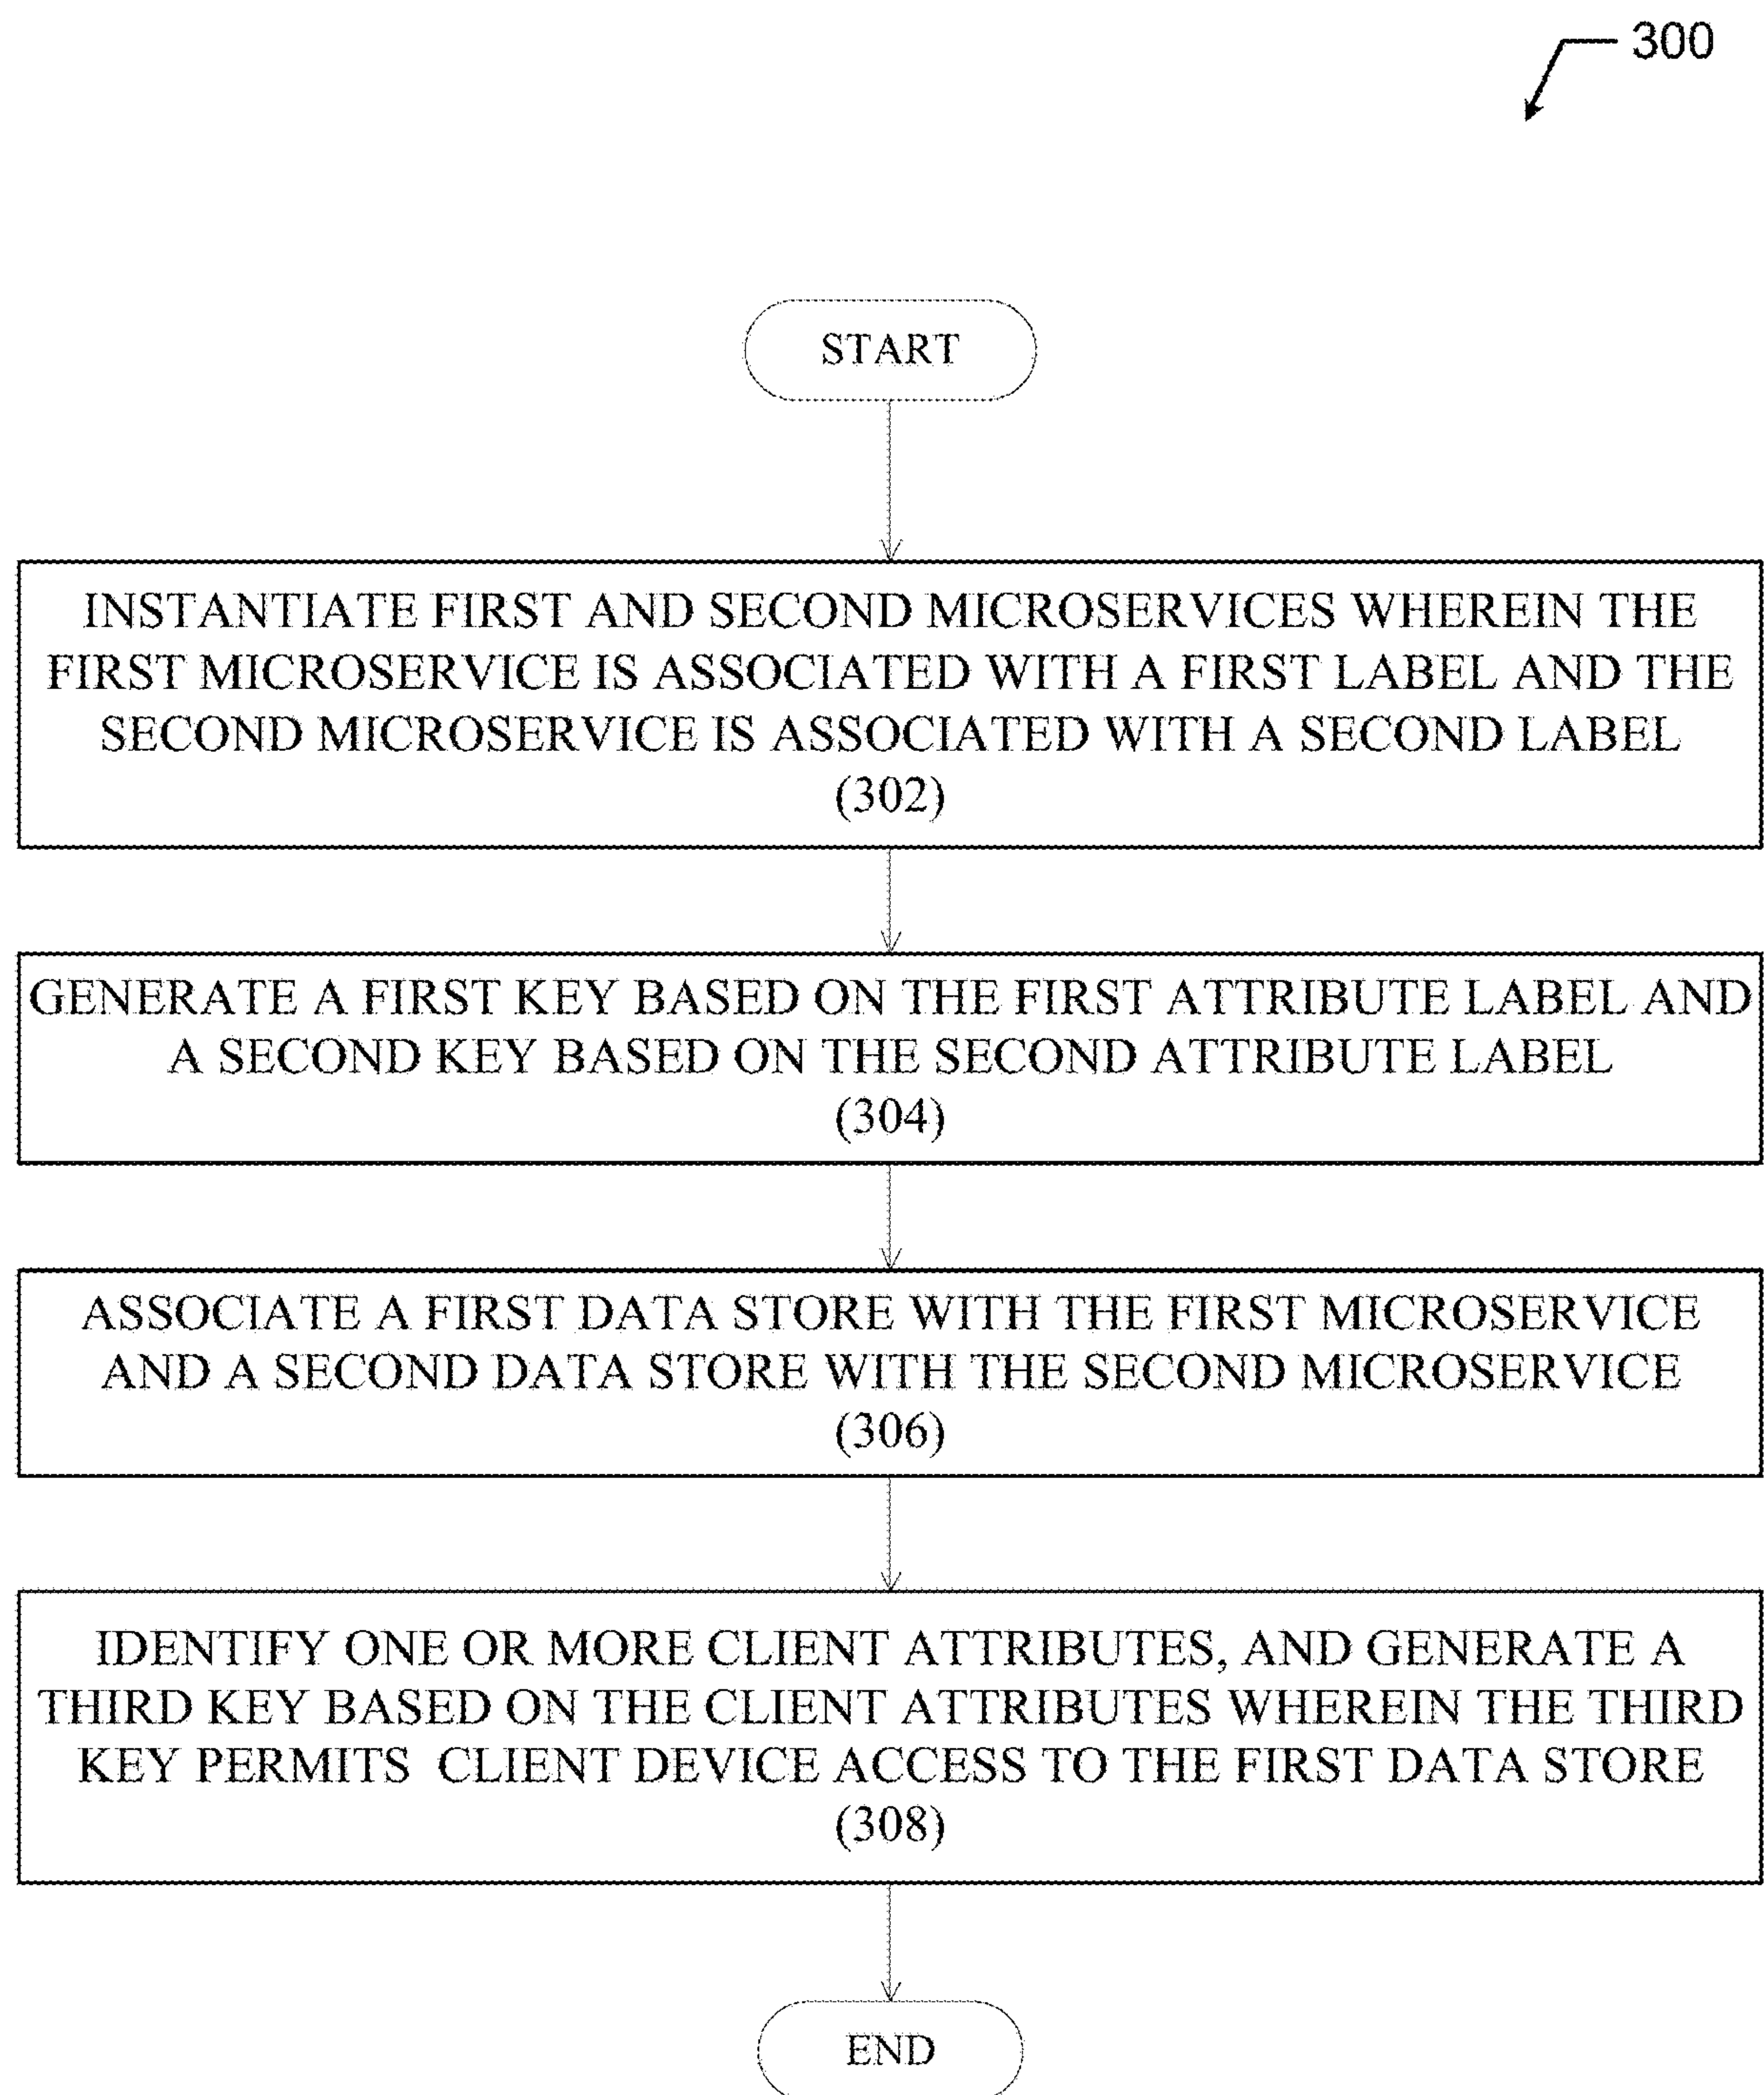 300
START
INSTANTIATE FIRST AND SECOND MICROSERVICES WHEREIN THE
FIRST MICROSERVICE IS ASSOCIATED WITH A FIRST LABEL AND THE
SECOND MICROSERVICE IS ASSOCIATED WITH A SECOND LABEL
(302)
GENERATE A FIRST KEY BASED ON THE FIRST ATTRIBUTE LABEL AND
A SECOND KEY BASED ON THE SECOND ATTRIBUTE LABEL
(304)
ASSOCIATE A FIRST DATA STORE WITH THE FIRST MICROSERVICE
AND A SECOND DATA STORE WITH THE SECOND MICROSERVICE
(306)
IDENTIFY ONE OR MORE CLIENT ATTRIBUTES, AND GENERATE A
THIRD KEY BASED ON THE CLIENT ATTRIBUTES WHEREIN THE THIRD
KEY PERMITS CLIENT DEVICE ACCESS TO THE FIRST DATA STORE
(308)
END